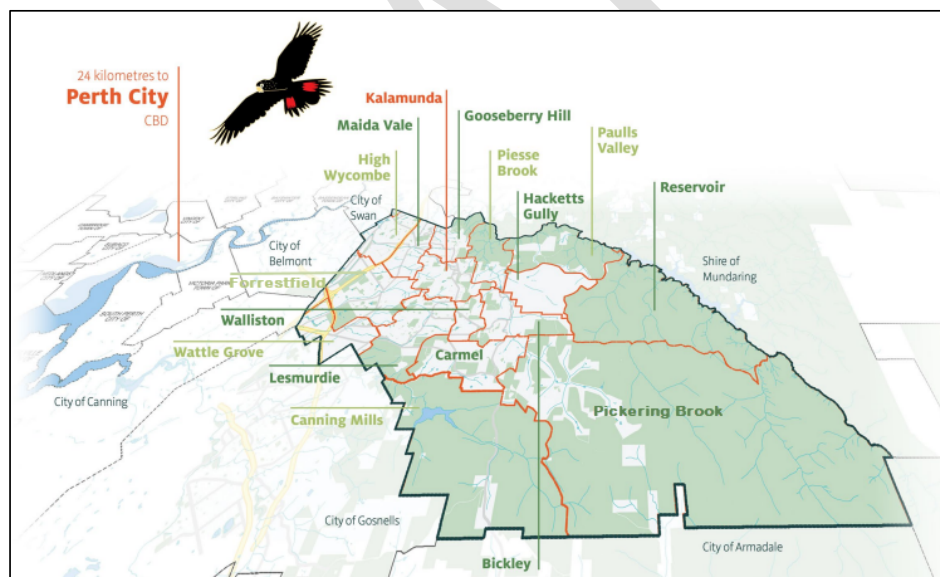 24 kilometres to
Perth City
CBD
Kalamunda
Gooseberry Hill
Maida Vale
Paulls
Valley
High
Wycombe
Piesse
Brook
Hacketts
Gully
Reservoir
City of
Swan
City of
Belmont
Shire of
Mundaring
Forrestfield
Walliston
Wattle Grove
Carmel
Lesmurdie
City of Canning
Canning Mills
Pickering Brook
City of Gosnells
City of Armadale
Bickley